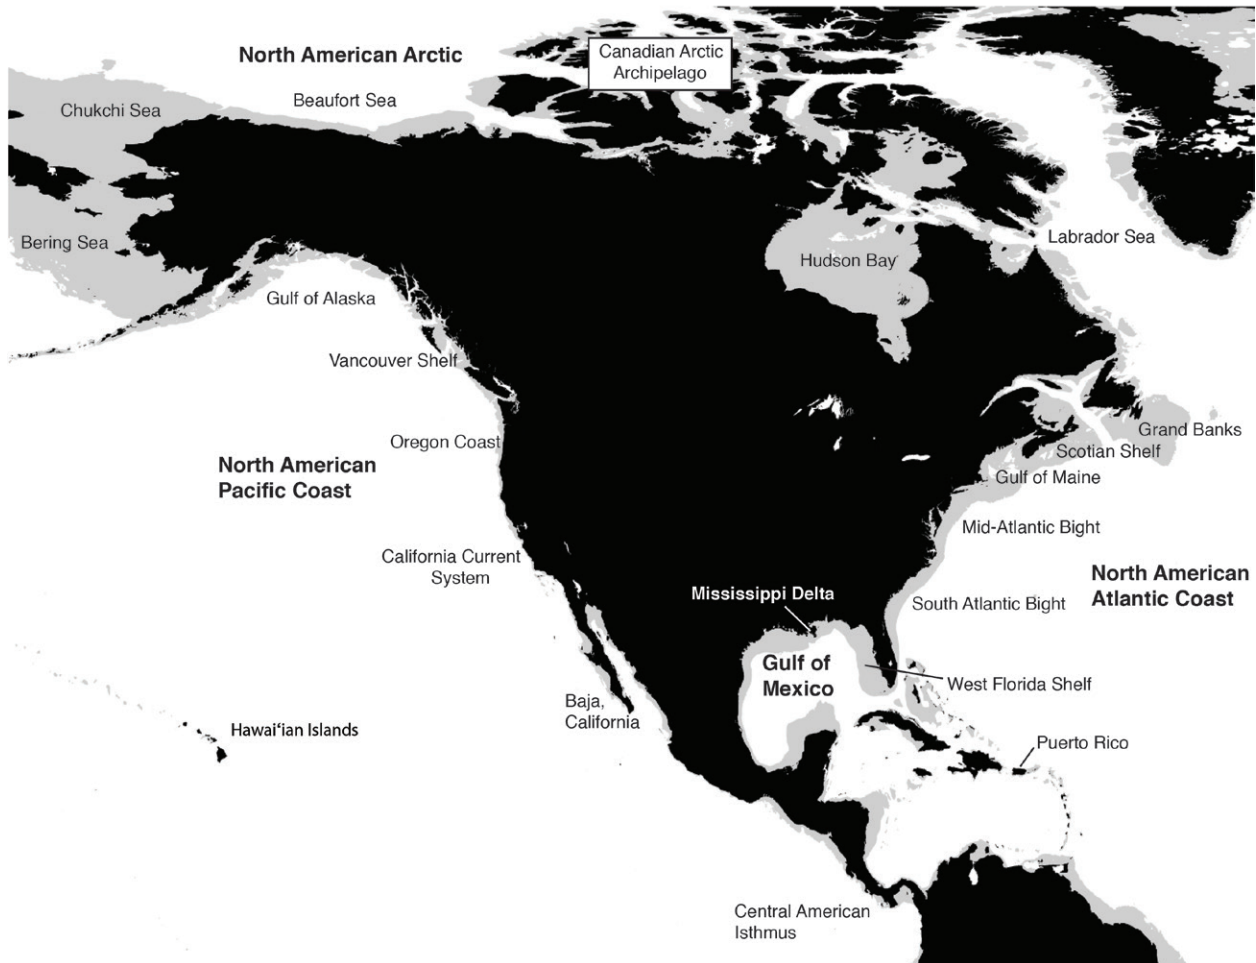 North American Arctic
Canadian Arctic
Archipelago
Beaufort Sea
Chukchi Sea
Bering Sea
Labrador Sea
Hudson Bay
Gulf of Alaska
Vancouver Shelf
Grand Banks
Oregon Coast
Scotian Shelf
North American
Pacific Coast
Gulf of Maine
Mid-Atlantic Bight
California Current
System
North American
Atlantic Coast
Mississippi Delta
South Atlantic Bight
Gulf of
Mexico
West Florida Shelf
Baja,
California
Hawaiʻian Islands
Puerto Rico
Central American
Isthmus